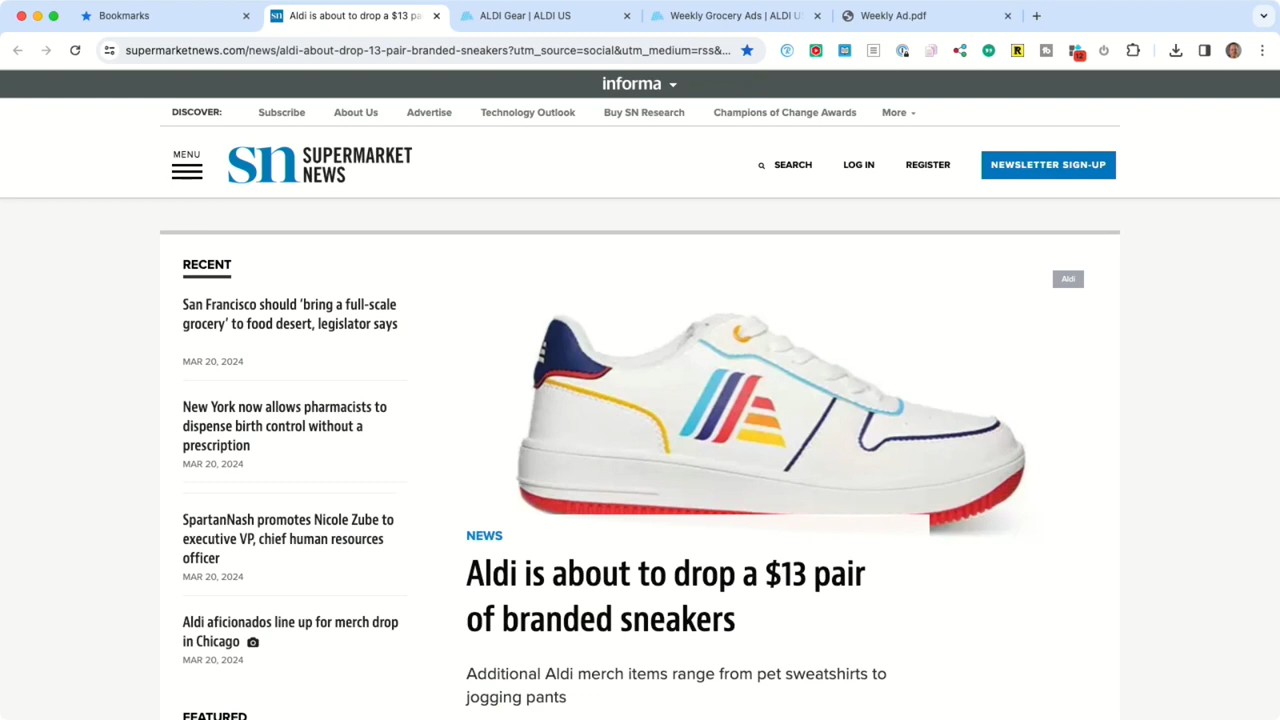 Bookmarks
Aldi is about to drop a $13 pa
ALDI Gear | ALDI US
Weekly Grocery Ads | ALDI U
Weekly Ad.pdf
supermarketnews.com/news/aldi-about-drop-13-pair-branded-sneakers?utm_source=social&utm_medium=rss&...
12
informa
DISCOVER:
Subscribe
About Us
Advertise
Technology Outlook
Buy SN Research
Champions of Change Awards
More
MENU
sn SUPERMARKET
NEWS
SEARCH
LOG IN
REGISTER
NEWSLETTER SIGN-UP
RECENT
San Francisco should 'bring a full-scale
grocery' to food desert, legislator says
MAR 20, 2024
New York now allows pharmacists to
dispense birth control without a
prescription
MAR 20, 2024
SpartanNash promotes Nicole Zube to
executive VP, chief human resources
officer
MAR 20, 2024
Aldi aficionados line up for merch drop
in Chicago
MAR 20, 2024
FEATURED
Aldi
NEWS
Aldi is about to drop a $13 pair
of branded sneakers
Additional Aldi merch items range from pet sweatshirts to
jogging pants